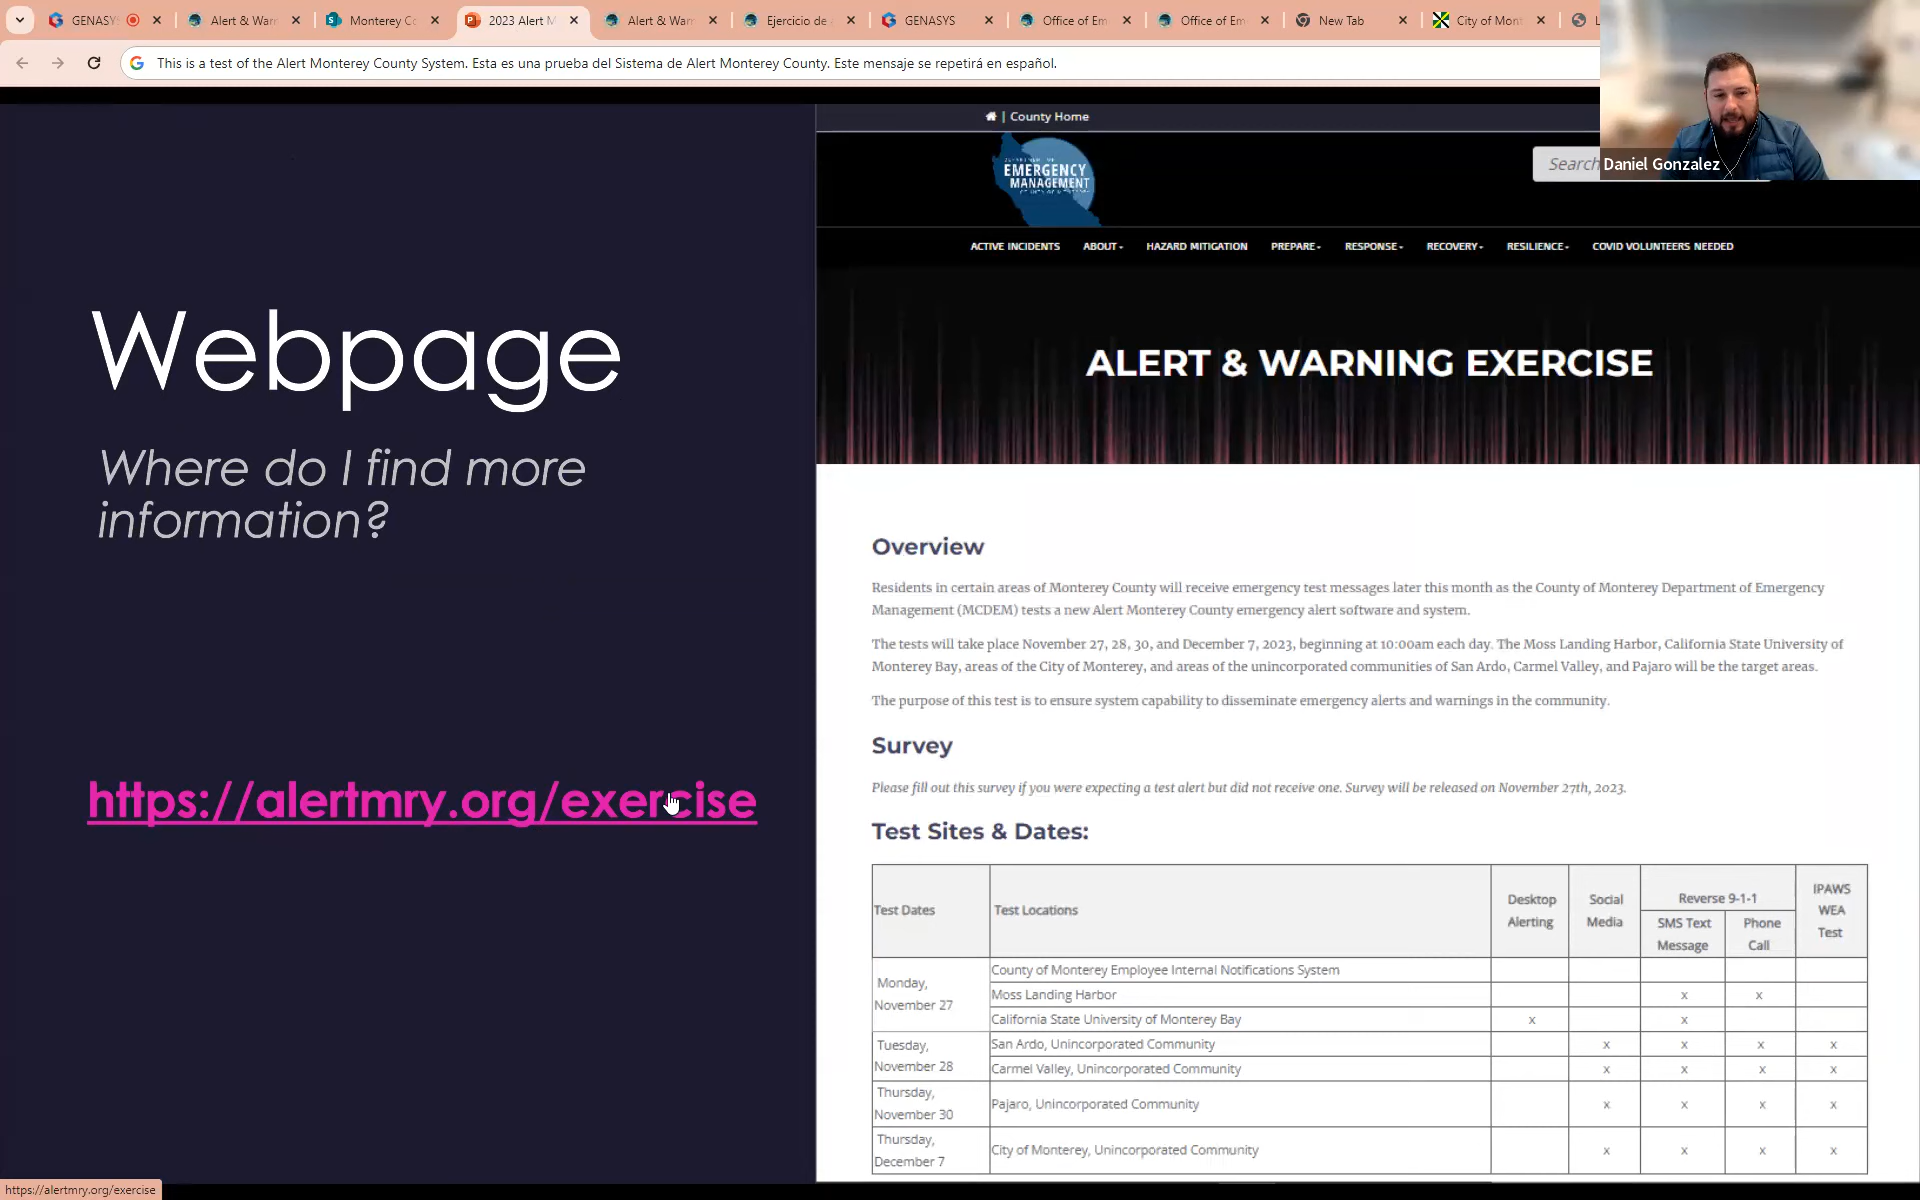 GENASYS
Alert & Warn
Monterey Co
2023 Alert M
Alert & Warn
Ejercicio de
GENASYS
Office of Em
Office of Em
New Tab
City of Mont
L
This is a test of the Alert Monterey County System. Esta es una prueba del Sistema de Alert Monterey County. Este mensaje se repetirá en español.
Daniel Gonzalez
Webpage
Where do I find more
information?
https://alertmry.org/exercise
| County Home
EMERGENCY
MANAGEMENT
Search
ACTIVE INCIDENTS ABOUT HAZARD MITIGATION PREPARE RESPONSE RECOVERY RESILIENCE COVID VOLUNTEERS NEEDED
ALERT & WARNING EXERCISE
Overview
Residents in certain areas of Monterey County will receive emergency test messages later this month as the County of Monterey Department of Emergency
Management (MCDEM) tests a new Alert Monterey County emergency alert software and system.
The tests will take place November 27, 28, 30, and December 7, 2023, beginning at 10:00am each day. The Moss Landing Harbor, California State University of
Monterey Bay, areas of the City of Monterey, and areas of the unincorporated communities of San Ardo, Carmel Valley, and Pajaro will be the target areas.
The purpose of this test is to ensure system capability to disseminate emergency alerts and warnings in the community.
Survey
Please fill out this survey if you were expecting a test alert but did not receive one. Survey will be released on November 27th, 2023.
Test Sites & Dates:
Test Dates Test Locations Desktop Alerting Social Media Reverse 9-1-1 IPAWS WEA Test
SMS Text Message Phone Call
Monday, November 27 County of Monterey Employee Internal Notifications System
Moss Landing Harbor x x
California State University of Monterey Bay x x
Tuesday, November 28 San Ardo, Unincorporated Community x x x x
Carmel Valley, Unincorporated Community x x x x
Thursday, November 30 Pajaro, Unincorporated Community x x x x
Thursday, December 7 City of Monterey, Unincorporated Community x x x x
https://alertmry.org/exercise